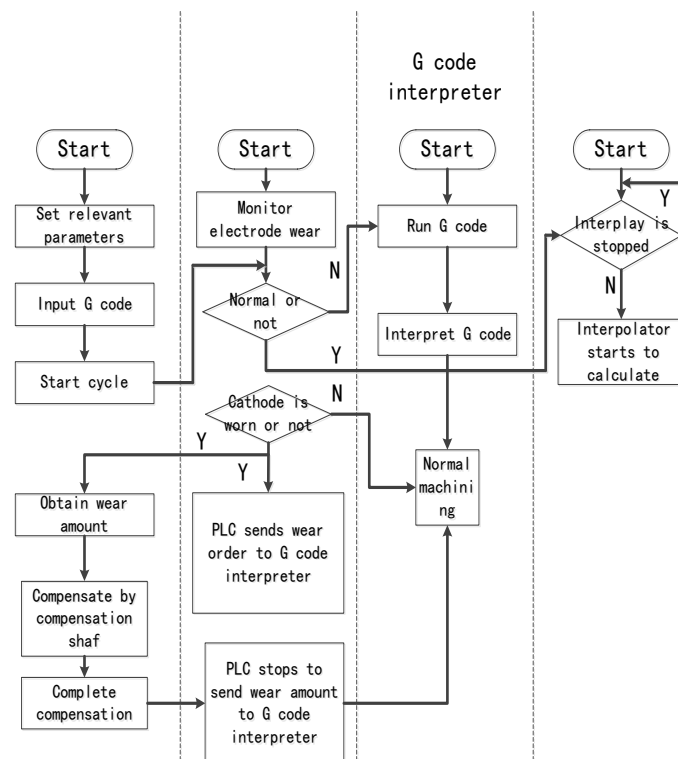 G code
interpreter
Start
Set relevant
parameters
Input G code
Start cycle
Obtain wear
amount
Compensate by
compensation
shaf
Complete
compensation
Start
Monitor
electrode wear
Normal or
not
N
Y
Cathode is
worn or not
N
Y
Y
PLC sends wear
order to G code
interpreter
PLC stops to
send wear amount
to G code
interpreter
Start
Run G code
Interpret G code
Normal
machini
ng
Start
Y
Interplay is
stopped
N
Interpolator
starts to
calculate